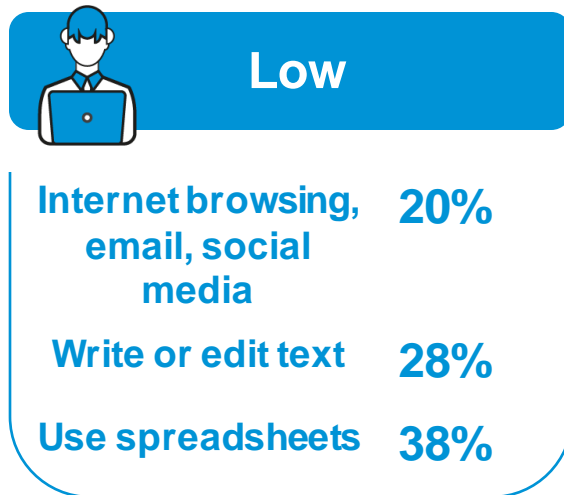 Low
Internet browsing, 20%
email, social
media
Write or edit text 28%
Use spreadsheets 38%